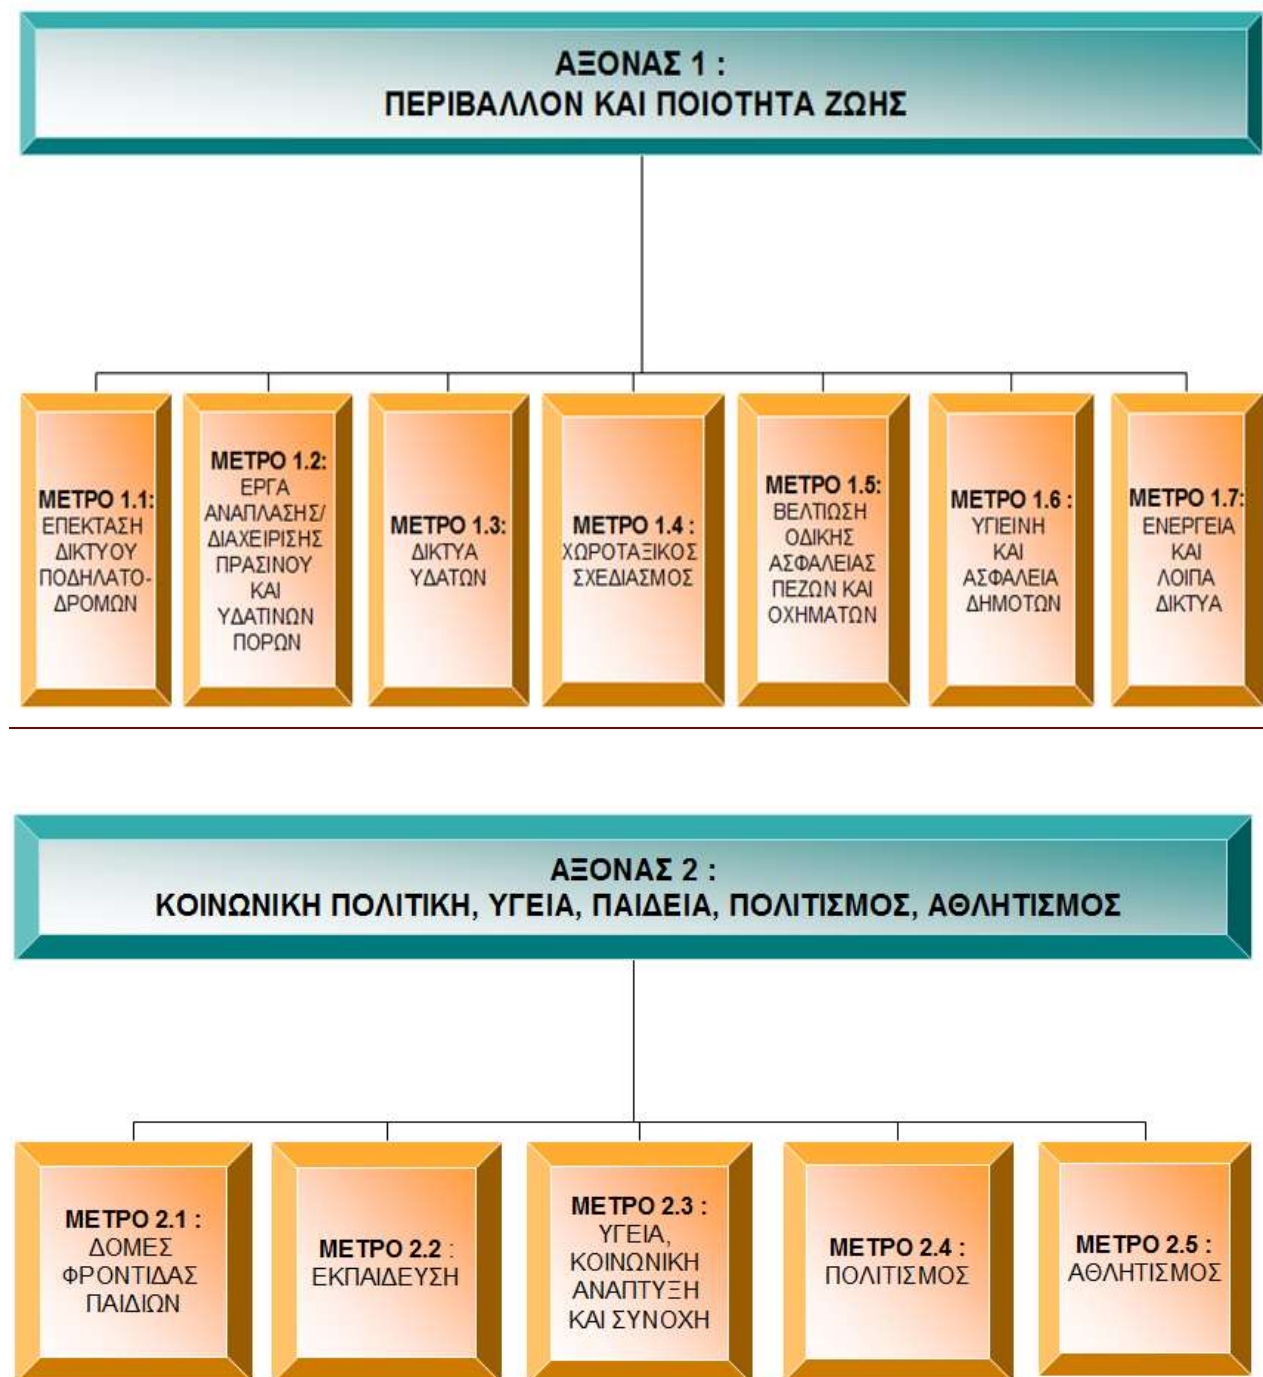 ΑΞΟΝΑΣ 1 :
ΠΕΡΙΒΑΛΛΟΝ ΚΑΙ ΠΟΙΟΤΗΤΑ ΖΩΗΣ
ΜΕΤΡΟ 1.1:
ΕΠΕΚΤΑΣΗ
ΔΙΚΤΥΟΥ
ΠΟΔΗΛΑΤΟ-
ΔΡΟΜΩΝ
ΜΕΤΡΟ 1.2:
ΕΡΓΑ
ΑΝΑΠΛΑΣΗΣ/
ΔΙΑΧΕΙΡΙΣΗΣ
ΠΡΑΣΙΝΟΥ
ΚΑΙ
ΥΔΑΤΙΝΩΝ
ΠΟΡΩΝ
ΜΕΤΡΟ 1.3:
ΔΙΚΤΥΑ
ΥΔΑΤΩΝ
ΜΕΤΡΟ 1.4 :
ΧΩΡΟΤΑΞΙΚΟΣ
ΣΧΕΔΙΑΣΜΟΣ
ΜΕΤΡΟ 1.5:
ΒΕΛΤΙΩΣΗ
ΟΔΙΚΗΣ
ΑΣΦΑΛΕΙΑΣ
ΠΕΖΩΝ ΚΑΙ
ΟΧΗΜΑΤΩΝ
ΜΕΤΡΟ 1.6 :
ΥΓΙΕΙΝΗ
ΚΑΙ
ΑΣΦΑΛΕΙΑ
ΔΗΜΟΤΩΝ
ΜΕΤΡΟ 1.7:
ΕΝΕΡΓΕΙΑ
ΚΑΙ
ΛΟΙΠΑ
ΔΙΚΤΥΑ
ΑΞΟΝΑΣ 2 :
ΚΟΙΝΩΝΙΚΗ ΠΟΛΙΤΙΚΗ, ΥΓΕΙΑ, ΠΑΙΔΕΙΑ, ΠΟΛΙΤΙΣΜΟΣ, ΑΘΛΗΤΙΣΜΟΣ
ΜΕΤΡΟ 2.1 :
ΔΟΜΕΣ
ΦΡΟΝΤΙΔΑΣ
ΠΑΙΔΙΩΝ
ΜΕΤΡΟ 2.2 :
ΕΚΠΑΙΔΕΥΣΗ
ΜΕΤΡΟ 2.3 :
ΥΓΕΙΑ,
ΚΟΙΝΩΝΙΚΗ
ΑΝΑΠΤΥΞΗ
ΚΑΙ ΣΥΝΟΧΗ
ΜΕΤΡΟ 2.4 :
ΠΟΛΙΤΙΣΜΟΣ
ΜΕΤΡΟ 2.5 :
ΑΘΛΗΤΙΣΜΟΣ